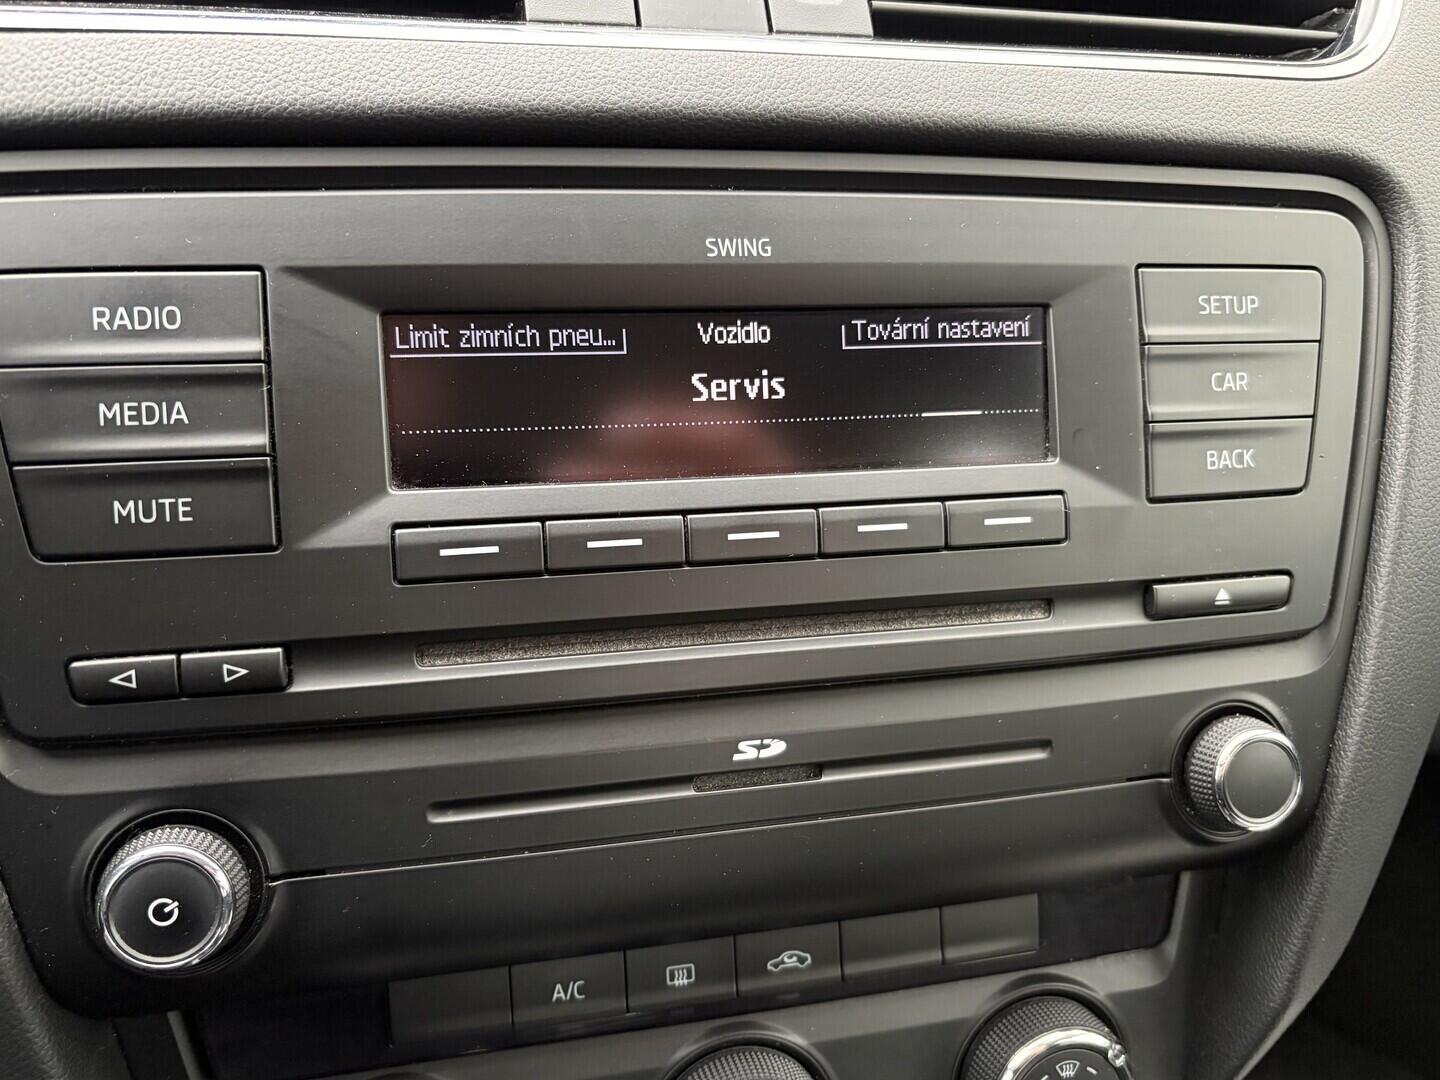 SWING
RADIO
MEDIA
MUTE
Limit zimních pneu...
Vozidlo
Tovární nastavení
Servis
SETUP
CAR
BACK
SD
A/C